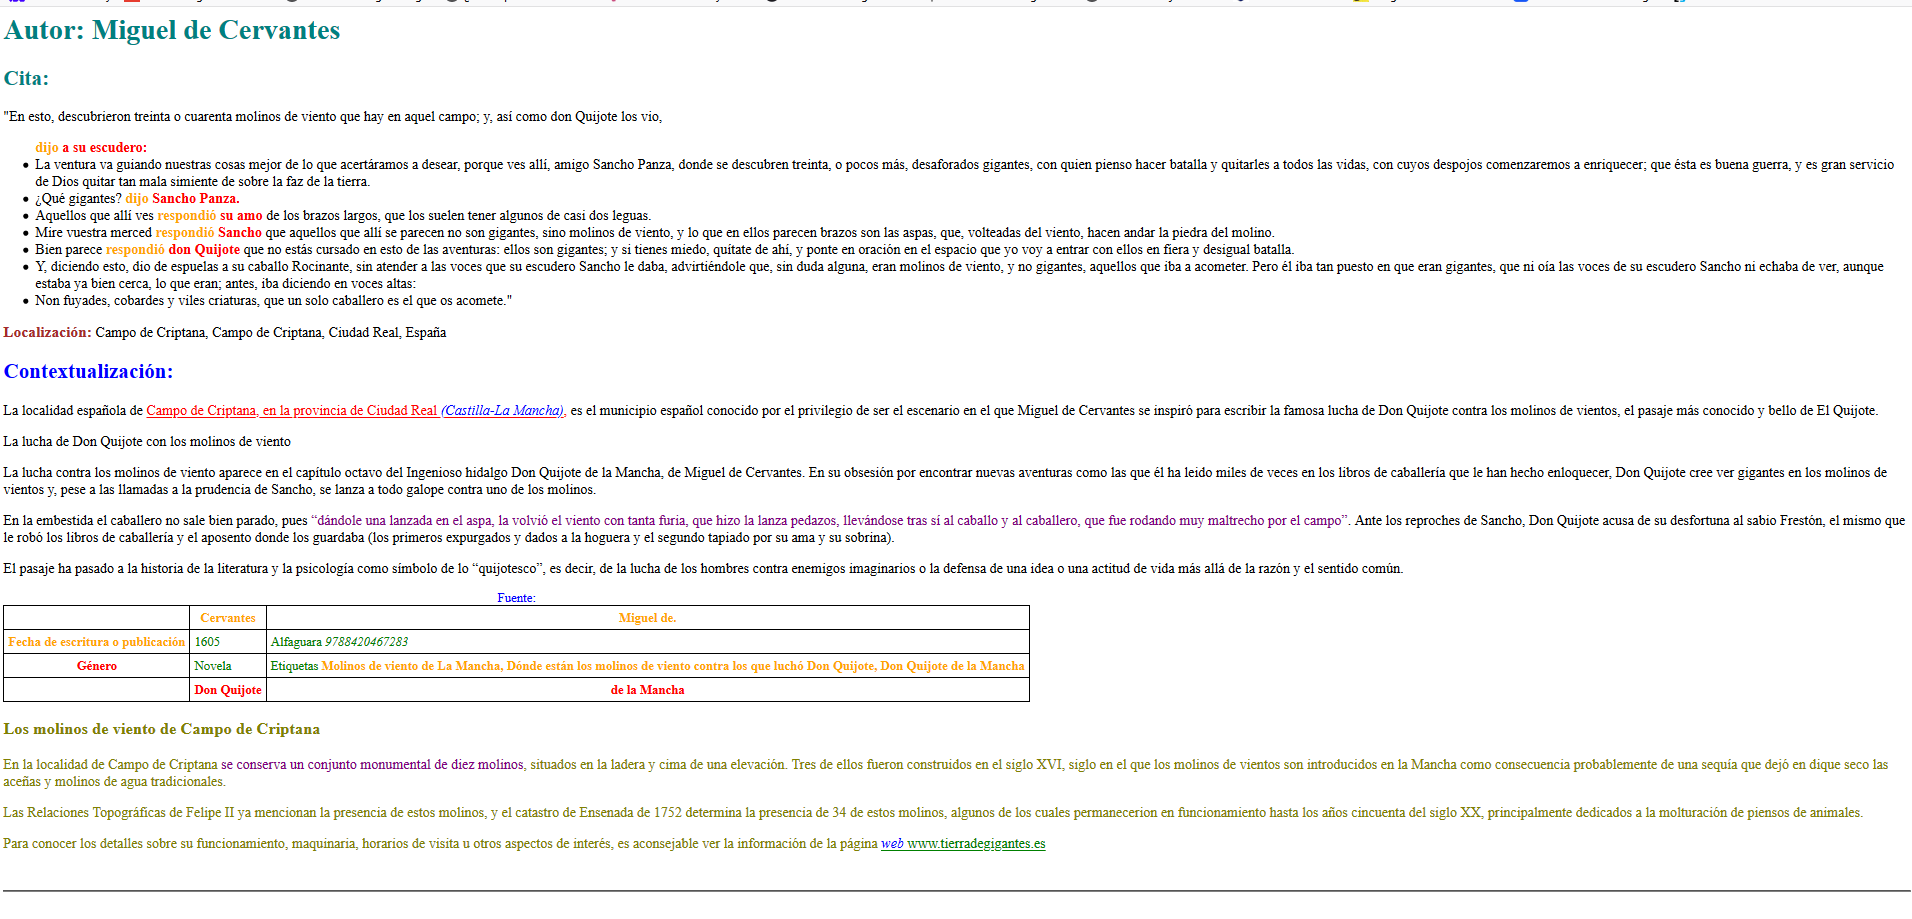 Autor: Miguel de Cervantes
Cita:
"En esto, descubrieron treinta o cuarenta molinos de viento que hay en aquel campo; y, así como don Quijote los vio,
dijo a su escudero:
La ventura va guiando nuestras cosas mejor de lo que acertáramos a desear, porque ves allí, amigo Sancho Panza, donde se descubren treinta, o pocos más, desaforados gigantes, con quien pienso hacer batalla y quitarles a todos las vidas, con cuyos despojos comenzaremos a enriquecer; que ésta es buena guerra, y es gran servicio
de Dios quitar tan mala simiente de sobre la faz de la tierra.
¿Qué gigantes? dijo Sancho Panza.
Aquellos que allí ves respondió su amo de los brazos largos, que los suelen tener algunos de casi dos leguas.
Mire vuestra merced respondió Sancho que aquellos que allí se parecen no son gigantes, sino molinos de viento, y lo que en ellos parecen brazos son las aspas, que, volteadas del viento, hacen andar la piedra del molino.
Bien parece respondió don Quijote que no estás cursado en esto de las aventuras: ellos son gigantes; y si tienes miedo, quítate de ahí, y ponte en oración en el espacio que yo voy a entrar con ellos en fiera y desigual batalla.
Y, diciendo esto, dio de espuelas a su caballo Rocinante, sin atender a las voces que su escudero Sancho le daba, advirtiéndole que, sin duda alguna, eran molinos de viento, y no gigantes, aquellos que iba a acometer. Pero él iba tan puesto en que eran gigantes, que ni oía las voces de su escudero Sancho ni echaba de ver, aunque
estaba ya bien cerca, lo que eran; antes, iba diciendo en voces altas:
Non fuyades, cobardes y viles criaturas, que un solo caballero es el que os acomete."
Localización: Campo de Criptana, Campo de Criptana, Ciudad Real, España
Contextualización:
La localidad española de Campo de Criptana, en la provincia de Ciudad Real (Castilla-La Mancha), es el municipio español conocido por el privilegio de ser el escenario en el que Miguel de Cervantes se inspiró para escribir la famosa lucha de Don Quijote contra los molinos de vientos, el pasaje más conocido y bello de El Quijote.
La lucha de Don Quijote con los molinos de viento
La lucha contra los molinos de viento aparece en el capítulo octavo del Ingenioso hidalgo Don Quijote de la Mancha, de Miguel de Cervantes. En su obsesión por encontrar nuevas aventuras como las que él ha leído miles de veces en los libros de caballería que le han hecho enloquecer, Don Quijote cree ver gigantes en los molinos de
vientos y, pese a las llamadas a la prudencia de Sancho, se lanza a todo galope contra uno de los molinos.
En la embestida el caballero no sale bien parado, pues “dándole una lanzada en el aspa, la volvió el viento con tanta furia, que hizo la lanza pedazos, llevándose tras sí al caballo y al caballero, que fue rodando muy maltrecho por el campo”. Ante los reproches de Sancho, Don Quijote acusa de su desfortuna al sabio Frestón, el mismo que
le robó los libros de caballería y el aposento donde los guardaba (los primeros expurgados y dados a la hoguera y el segundo tapiado por su ama y su sobrina).
El pasaje ha pasado a la historia de la literatura y la psicología como símbolo de lo “quijotesco”, es decir, de la lucha de los hombres contra enemigos imaginarios o la defensa de una idea o una actitud de vida más allá de la razón y el sentido común.
Fuente:
Cervantes Miguel de.
Fecha de escritura o publicación 1605 Alfaguara 9788420467283
Género Novela Etiquetas Molinos de viento de La Mancha, Dónde están los molinos de viento contra los que luchó Don Quijote, Don Quijote de la Mancha
Don Quijote de la Mancha
Los molinos de viento de Campo de Criptana
En la localidad de Campo de Criptana se conserva un conjunto monumental de diez molinos, situados en la ladera y cima de una elevación. Tres de ellos fueron construidos en el siglo XVI, siglo en el que los molinos de vientos son introducidos en la Mancha como consecuencia probablemente de una sequía que dejó en dique seco las
aceñas y molinos de agua tradicionales.
Las Relaciones Topográficas de Felipe II ya mencionan la presencia de estos molinos, y el catastro de Ensenada de 1752 determina la presencia de 34 de estos molinos, algunos de los cuales permanecerion en funcionamiento hasta los años cincuenta del siglo XX, principalmente dedicados a la molturación de piensos de animales.
Para conocer los detalles sobre su funcionamiento, maquinaria, horarios de visita u otros aspectos de interés, es aconsejable ver la información de la página web www.tierradegigantes.es